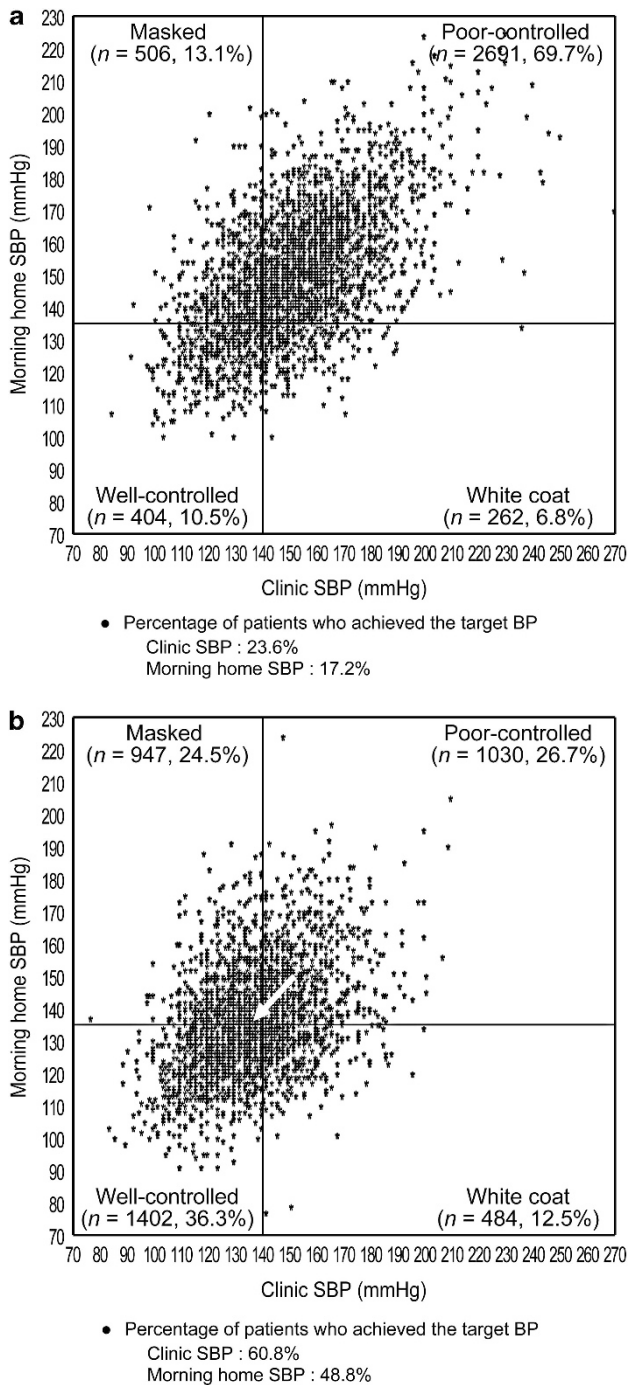 a
230
220
210
200
190
180
170
160
150
140
130
120
110
100
90
80
70
Morning home SBP (mmHg)
Masked
(n = 506, 13.1%)
Poor-controlled
(n = 2691, 69.7%)
Well-controlled
(n = 404, 10.5%)
White coat
(n = 262, 6.8%)
70 80 90 100 110 120 130 140 150 160 170 180 190 200 210 220 230 240 250 260 270
Clinic SBP (mmHg)
● Percentage of patients who achieved the target BP
Clinic SBP : 23.6%
Morning home SBP : 17.2%
b
230
220
210
200
190
180
170
160
150
140
130
120
110
100
90
80
70
Morning home SBP (mmHg)
Masked
(n = 947, 24.5%)
Poor-controlled
(n = 1030, 26.7%)
Well-controlled
(n = 1402, 36.3%)
White coat
(n = 484, 12.5%)
70 80 90 100 110 120 130 140 150 160 170 180 190 200 210 220 230 240 250 260 270
Clinic SBP (mmHg)
● Percentage of patients who achieved the target BP
Clinic SBP : 60.8%
Morning home SBP : 48.8%